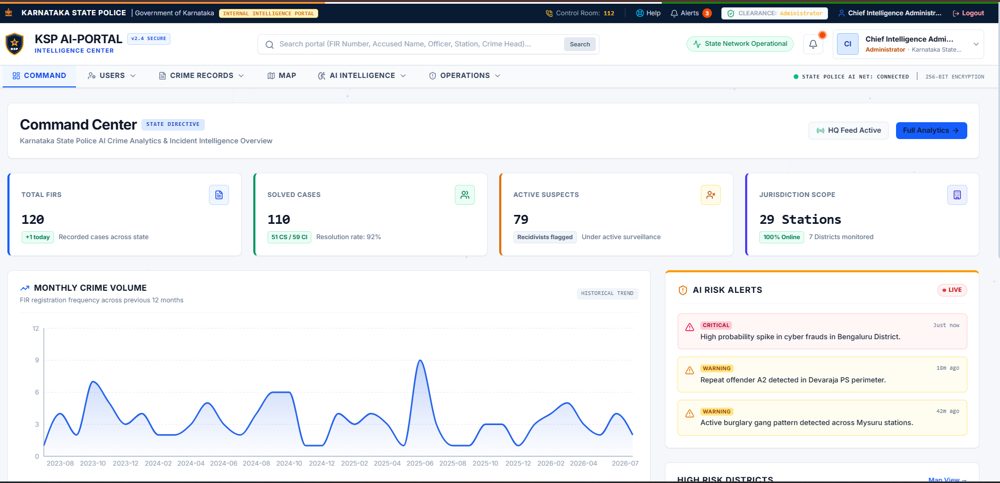 KARNATAKA STATE POLICE | Government of Karnataka INTERNAL INTELLIGENCE PORTAL Control Room: 112 Help Alerts 3 CLEARANCE: Administrator Chief Intelligence Administr... Logout
KSP
KSP AI-PORTAL v2.4 SECURE
INTELLIGENCE CENTER
Search portal (FIR Number, Accused Name, Officer, Station, Crime Head)... Search
State Network Operational
CI
Chief Intelligence Admi...
Administrator · Karnataka State...
COMMAND USERS CRIME RECORDS MAP AI INTELLIGENCE OPERATIONS STATE POLICE AI NET: CONNECTED | 256-BIT ENCRYPTION
Command Center STATE DIRECTIVE
Karnataka State Police AI Crime Analytics & Incident Intelligence Overview
HQ Feed Active Full Analytics →
TOTAL FIRS
120
+1 today Recorded cases across state
SOLVED CASES
110
51 CS / 59 CI Resolution rate: 92%
ACTIVE SUSPECTS
79
Recidivists flagged Under active surveillance
JURISDICTION SCOPE
29 Stations
100% Online 7 Districts monitored
MONTHLY CRIME VOLUME
FIR registration frequency across previous 12 months
HISTORICAL TREND
12
9
6
3
0
2023-08 2023-10 2023-12 2024-02 2024-04 2024-06 2024-08 2024-10 2024-12 2025-02 2025-04 2025-06 2025-08 2025-10 2025-12 2026-02 2026-04 2026-07
AI RISK ALERTS LIVE
CRITICAL Just now
High probability spike in cyber frauds in Bengaluru District.
WARNING 18m ago
Repeat offender A2 detected in Devaraja PS perimeter.
WARNING 42m ago
Active burglary gang pattern detected across Mysuru stations.
HIGH RISK DISTRICTS Map View →